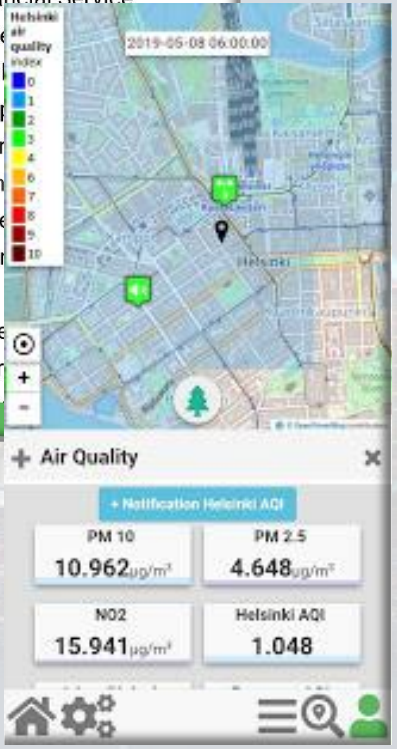 Helsinki
air
quality
index
0
1
2
3
4
6
7
8
9
10
2019-05-08 06:00:00
Helsinki
+
−
+ Air Quality ×
+ Notification Helsinki AQI
PM 10
10.962µg/m³
PM 2.5
4.648µg/m³
NO2
15.941µg/m³
Helsinki AQI
1.048